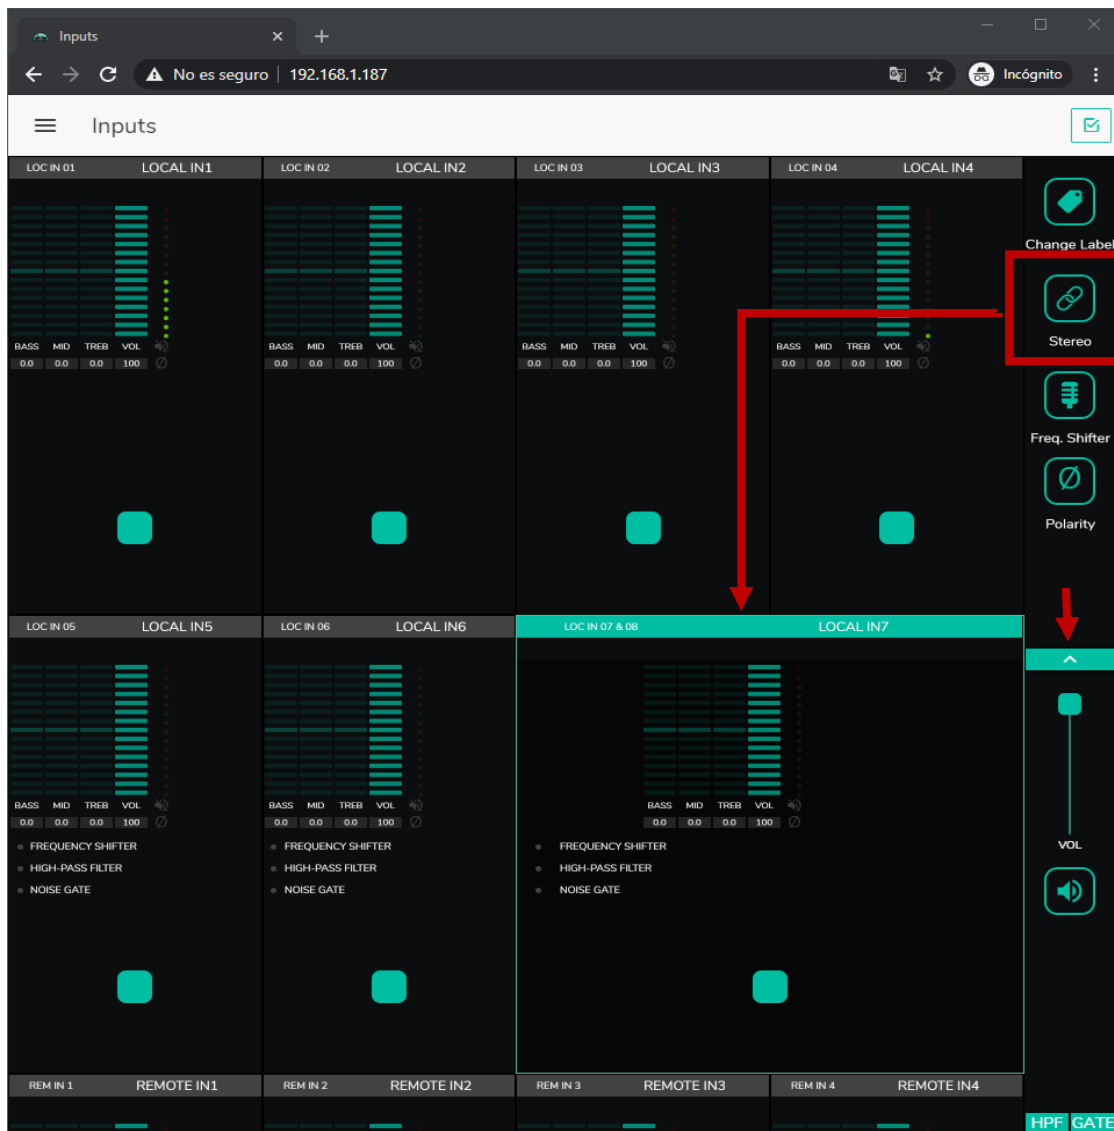 Inputs
No es seguro 192.168.1.187 Incógnito
Inputs
LOC IN 01 LOCAL IN1 LOC IN 02 LOCAL IN2 LOC IN 03 LOCAL IN3 LOC IN 04 LOCAL IN4
Change Label
Stereo
BASS MID TREB VOL BASS MID TREB VOL BASS MID TREB VOL BASS MID TREB VOL
0.0 0.0 0.0 100 0.0 0.0 0.0 100 0.0 0.0 0.0 100 0.0 0.0 0.0 100
Freq. Shifter
Polarity
LOC IN 05 LOCAL IN5 LOC IN 06 LOCAL IN6 LOC IN 07 & 08 LOCAL IN7
BASS MID TREB VOL BASS MID TREB VOL BASS MID TREB VOL
0.0 0.0 0.0 100 0.0 0.0 0.0 100 0.0 0.0 0.0 100
FREQUENCY SHIFTER FREQUENCY SHIFTER FREQUENCY SHIFTER VOL
HIGH-PASS FILTER HIGH-PASS FILTER HIGH-PASS FILTER
NOISE GATE NOISE GATE NOISE GATE
REM IN 1 REMOTE IN1 REM IN 2 REMOTE IN2 REM IN 3 REMOTE IN3 REM IN 4 REMOTE IN4
HPF GATE